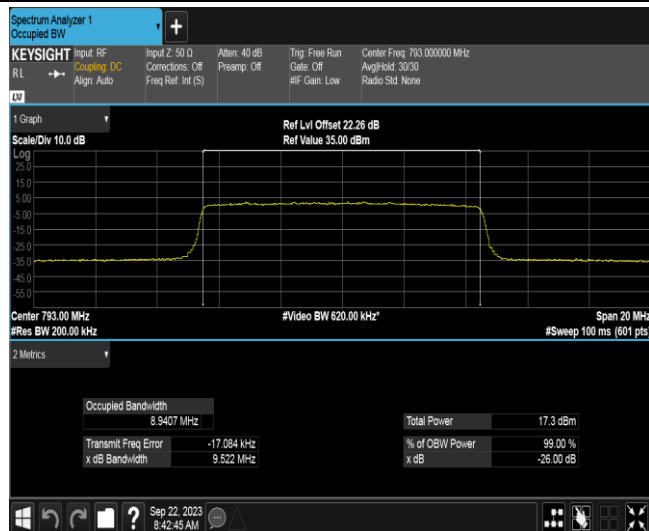 Spectrum Analyzer 1
Occupied BW
+
KEYSIGHT Input: RF Input Z: 50 Ω Atten: 40 dB Trig: Free Run Center Freq: 793.000000 MHz
RL Coupling: DC Corrections: Off Preamp: Off Gate: Off Avg|Hold: 30/30
Align: Auto Freq Ref: Int (S) #IF Gain: Low Radio Std: None
LXI
1 Graph
Ref Lvl Offset 22.26 dB
Scale/Div 10.0 dB Ref Value 35.00 dBm
Log
25.0
15.0
5.00
-5.00
-15.0
-25.0
-35.0
-45.0
-55.0
Center 793.00 MHz #Video BW 620.00 kHz* Span 20 MHz
#Res BW 200.00 kHz #Sweep 100 ms (601 pts)
2 Metrics
Occupied Bandwidth
8.9407 MHz Total Power 17.3 dBm
Transmit Freq Error -17.084 kHz % of OBW Power 99.00 %
x dB Bandwidth 9.522 MHz x dB -26.00 dB
? Sep 22, 2023
8:42:45 AM